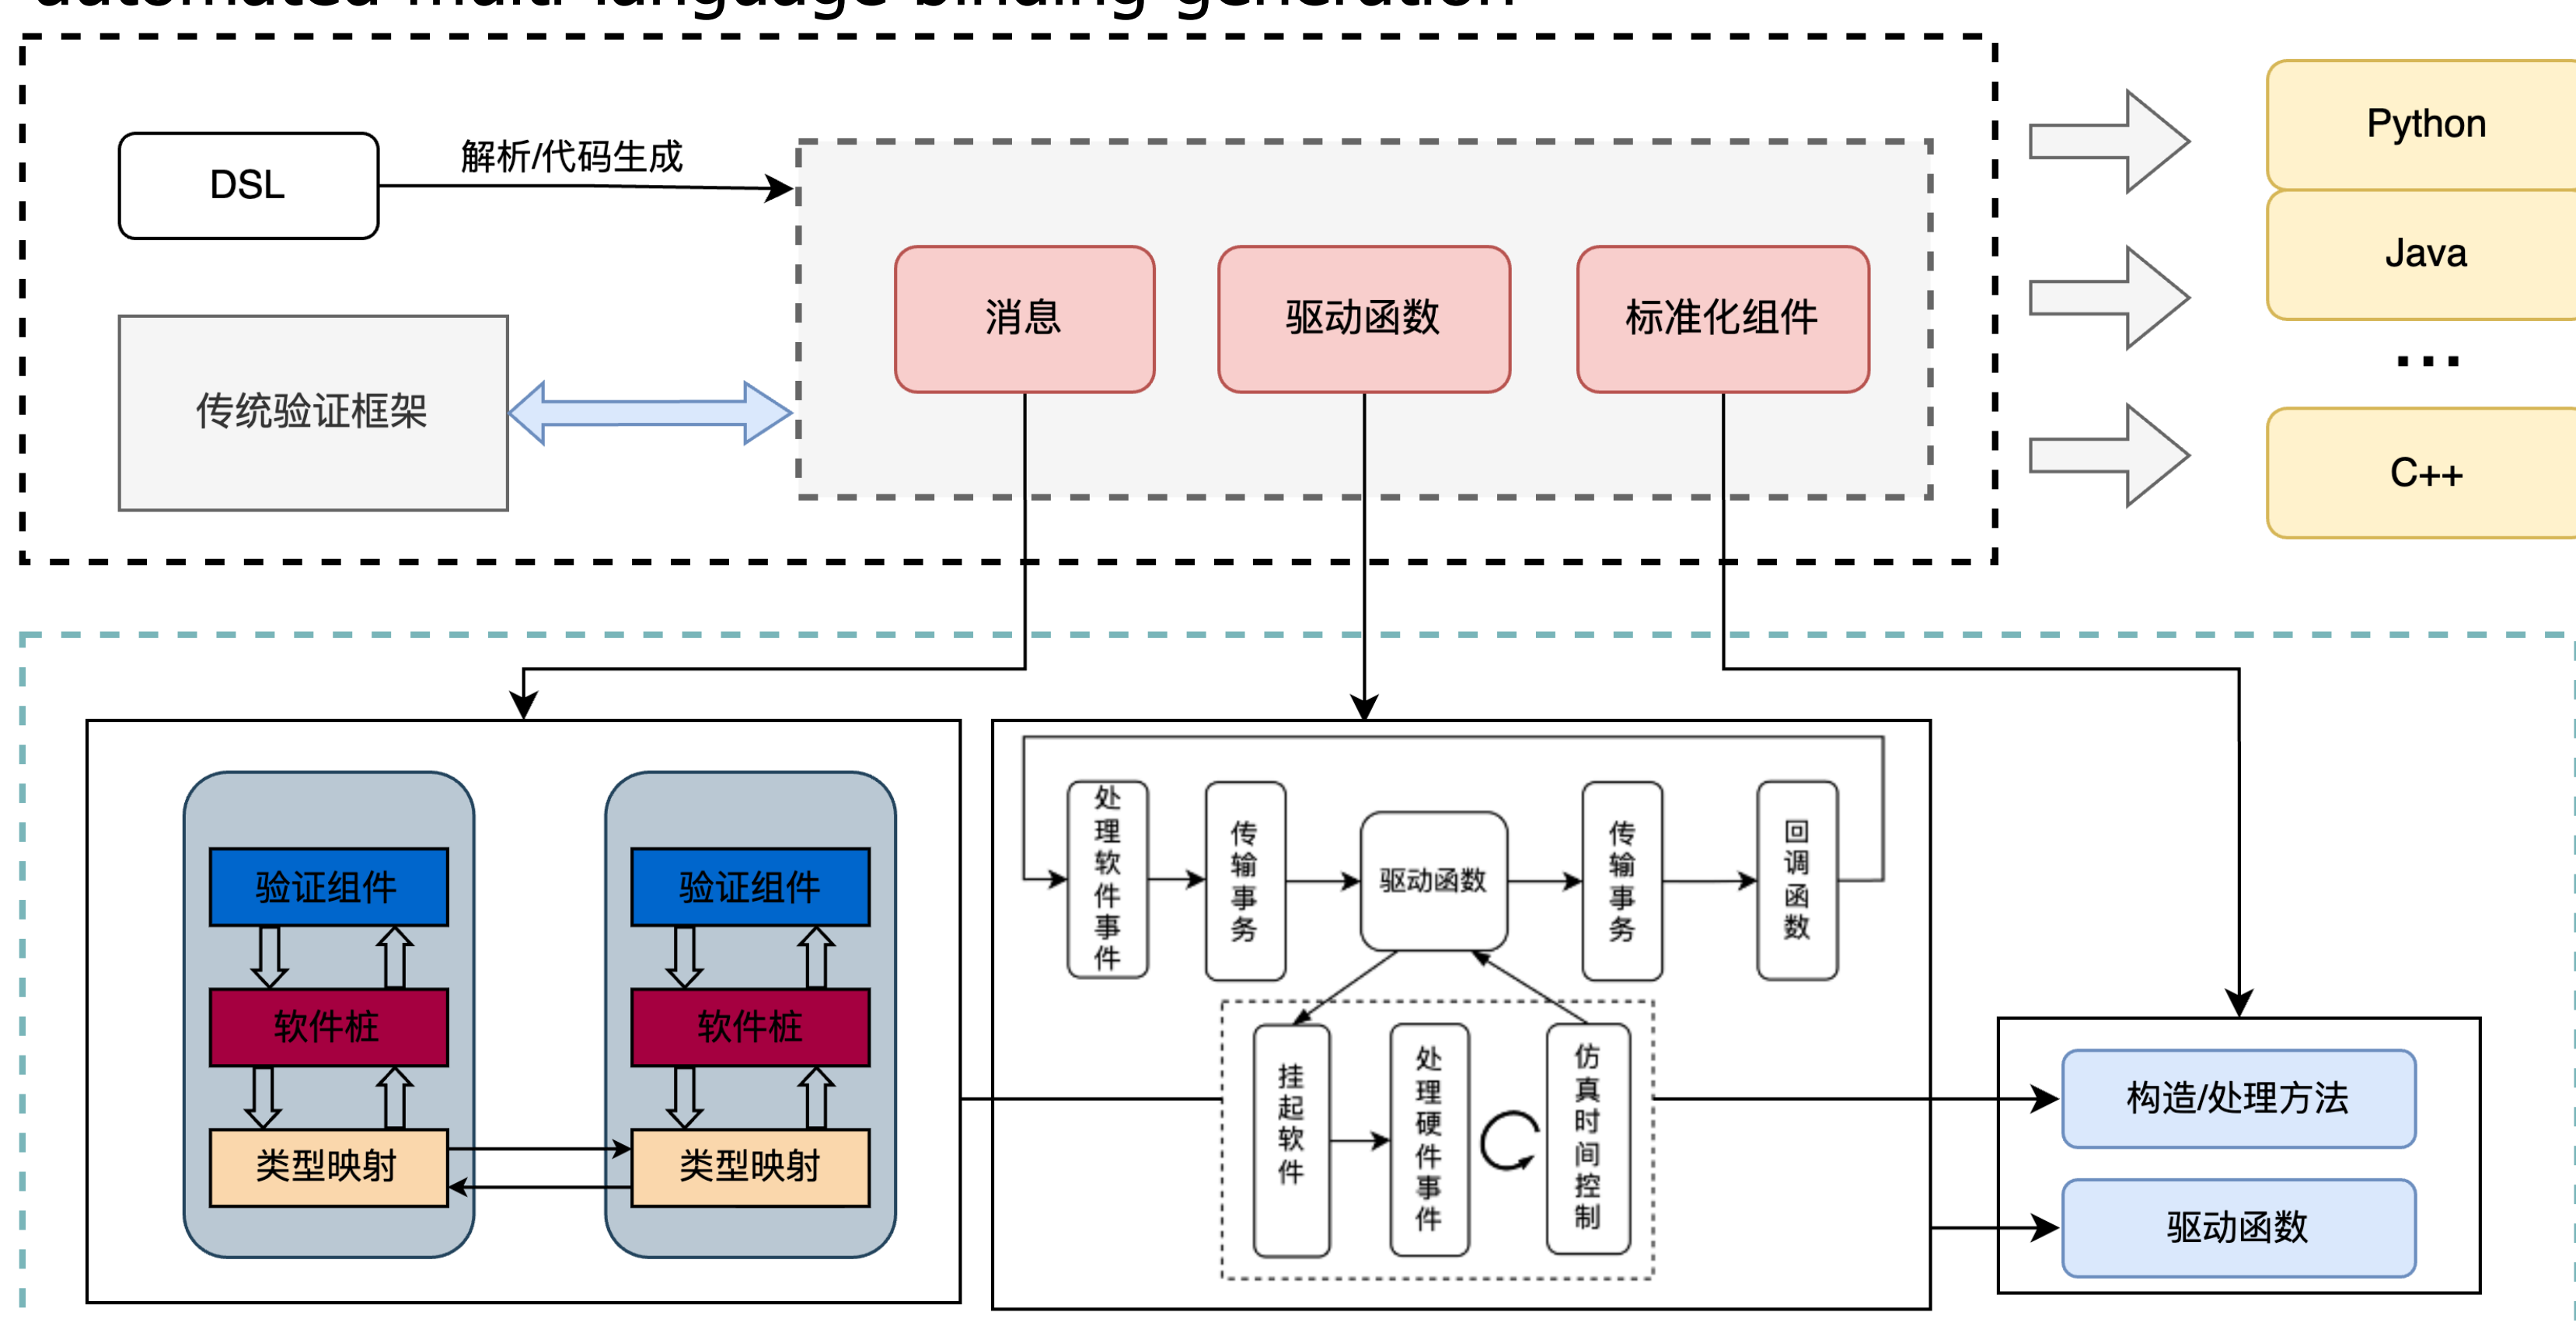 automated multi-language binding generation
DSL
解析/代码生成
传统验证框架
消息
驱动函数
标准化组件
Python
Java
...
C++
验证组件
软件桩
类型映射
验证组件
软件桩
类型映射
处理软件事件
传输事务
驱动函数
传输事务
回调函数
挂起软件
处理硬件事件
仿真时间控制
构造/处理方法
驱动函数